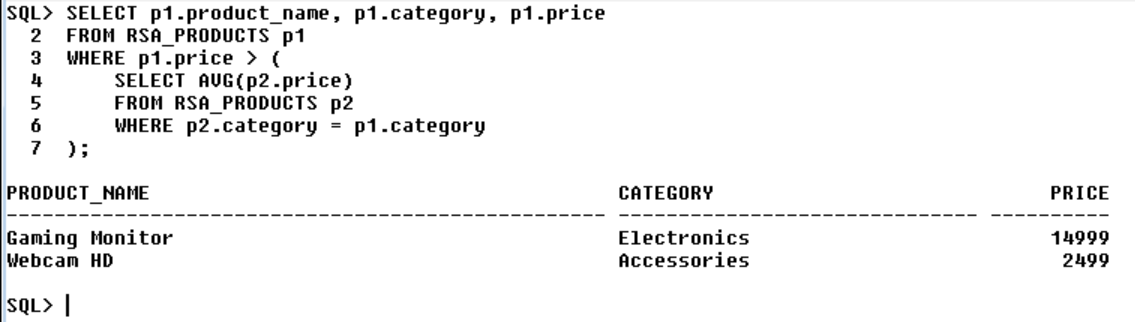 SQL> SELECT p1.product_name, p1.category, p1.price
  2  FROM RSA_PRODUCTS p1
  3  WHERE p1.price > (
  4      SELECT AVG(p2.price)
  5      FROM RSA_PRODUCTS p2
  6      WHERE p2.category = p1.category
  7  );
PRODUCT_NAME                                       CATEGORY                            PRICE
-------------------------------------------------- ------------------------------ ----------
Gaming Monitor                                     Electronics                         14999
Webcam HD                                          Accessories                          2499
SQL>